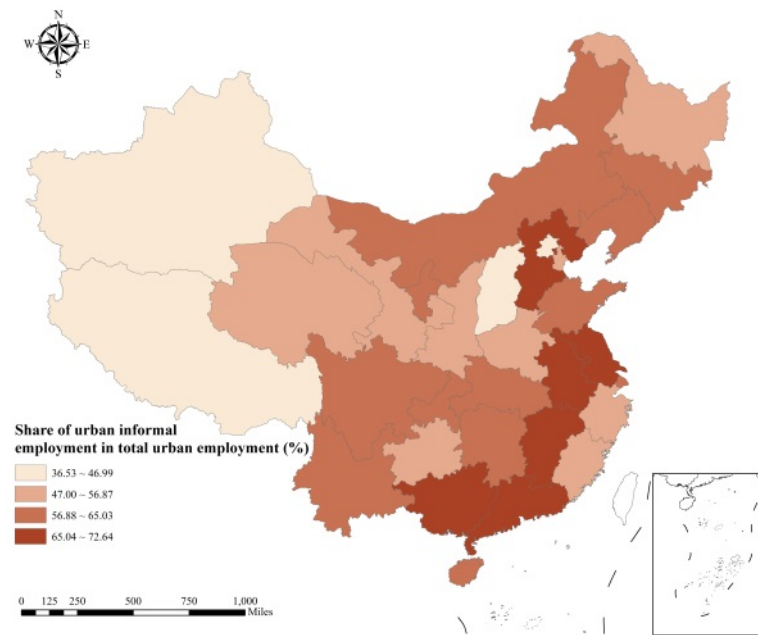 N
W
E
S
Share of urban informal
employment in total urban employment (%)
36.53 ~ 46.99
47.00 ~ 56.87
56.88 ~ 65.03
65.04 ~ 72.64
0 125 250 500 750 1,000
Miles